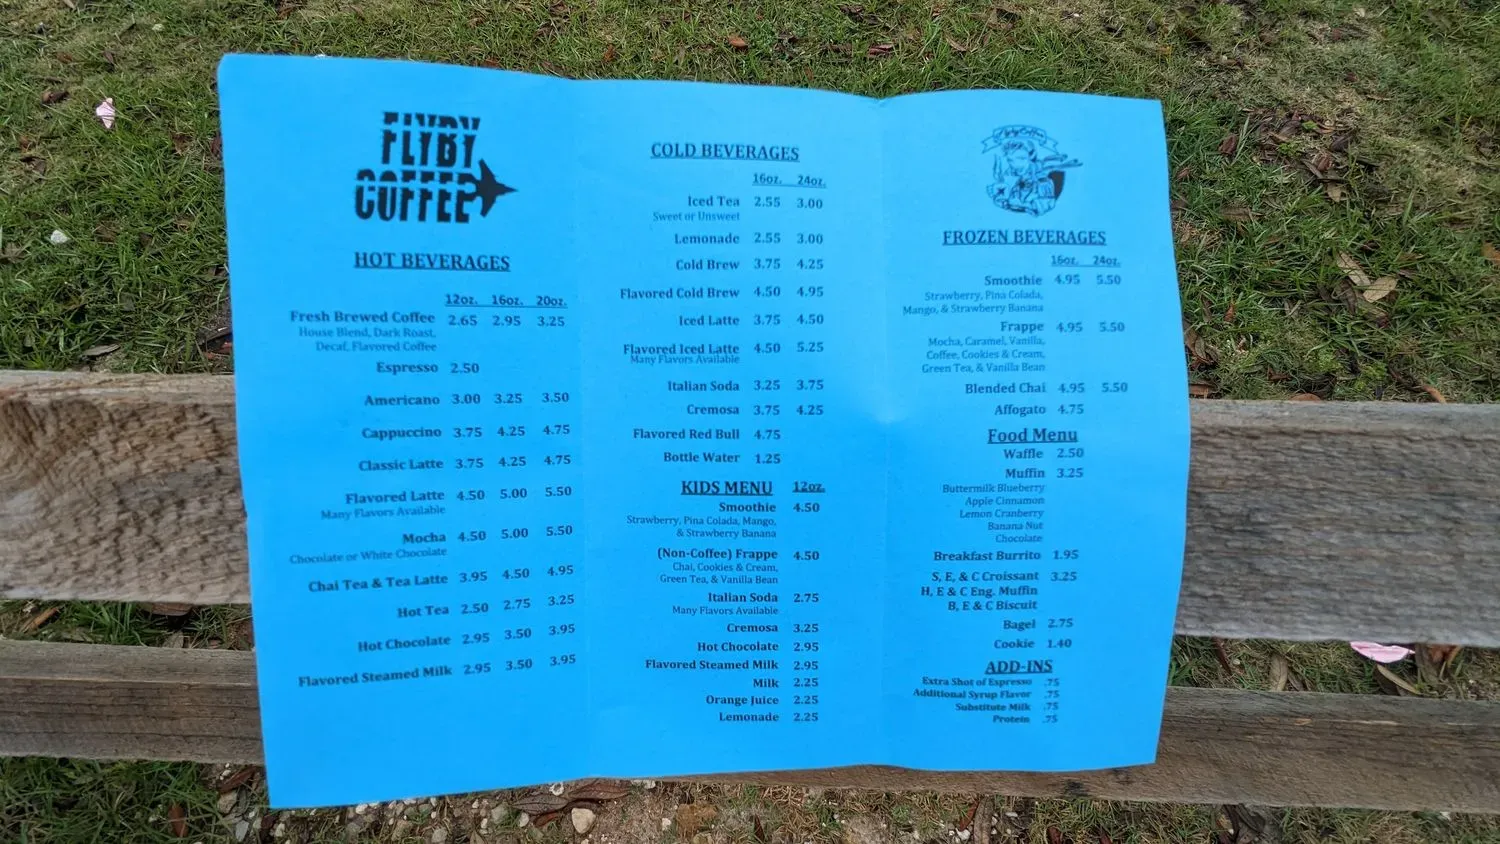 FLYBY
COFFEE
HOT BEVERAGES
12oz. 16oz. 20oz.
Fresh Brewed Coffee 2.65 2.95 3.25
House Blend, Dark Roast,
Decaf, Flavored Coffee
Espresso 2.50
Americano 3.00 3.25 3.50
Cappuccino 3.75 4.25 4.75
Classic Latte 3.75 4.25 4.75
Flavored Latte 4.50 5.00 5.50
Many Flavors Available
Mocha 4.50 5.00 5.50
Chocolate or White Chocolate
Chai Tea & Tea Latte 3.95 4.50 4.95
Hot Tea 2.50 2.75 3.25
Hot Chocolate 2.95 3.50 3.95
Flavored Steamed Milk 2.95 3.50 3.95
COLD BEVERAGES
16oz. 24oz.
Iced Tea 2.55 3.00
Sweet or Unsweet
Lemonade 2.55 3.00
Cold Brew 3.75 4.25
Flavored Cold Brew 4.50 4.95
Iced Latte 3.75 4.50
Flavored Iced Latte 4.50 5.25
Many Flavors Available
Italian Soda 3.25 3.75
Cremosa 3.75 4.25
Flavored Red Bull 4.75
Bottle Water 1.25
KIDS MENU 12oz.
Smoothie 4.50
Strawberry, Pina Colada, Mango,
& Strawberry Banana
(Non-Coffee) Frappe 4.50
Chai, Cookies & Cream,
Green Tea, & Vanilla Bean
Italian Soda 2.75
Many Flavors Available
Cremosa 3.25
Hot Chocolate 2.95
Flavored Steamed Milk 2.95
Milk 2.25
Orange Juice 2.25
Lemonade 2.25
FlybyCoffee
FROZEN BEVERAGES
16oz. 24oz.
Smoothie 4.95 5.50
Strawberry, Pina Colada,
Mango, & Strawberry Banana
Frappe 4.95 5.50
Mocha, Caramel, Vanilla,
Coffee, Cookies & Cream,
Green Tea, & Vanilla Bean
Blended Chai 4.95 5.50
Affogato 4.75
Food Menu
Waffle 2.50
Muffin 3.25
Buttermilk Blueberry
Apple Cinnamon
Lemon Cranberry
Banana Nut
Chocolate
Breakfast Burrito 1.95
S, E, & C Croissant 3.25
H, E & C Eng. Muffin
B, E & C Biscuit
Bagel 2.75
Cookie 1.40
ADD-INS
Extra Shot of Espresso .75
Additional Syrup Flavor .75
Substitute Milk .75
Protein .75